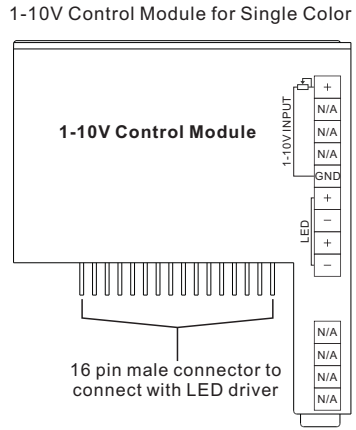 1-10V Control Module for Single Color
1-10V Control Module
1-10V INPUT
+
N/A
N/A
N/A
GND
LED
+
−
+
−
N/A
N/A
N/A
N/A
16 pin male connector to
connect with LED driver